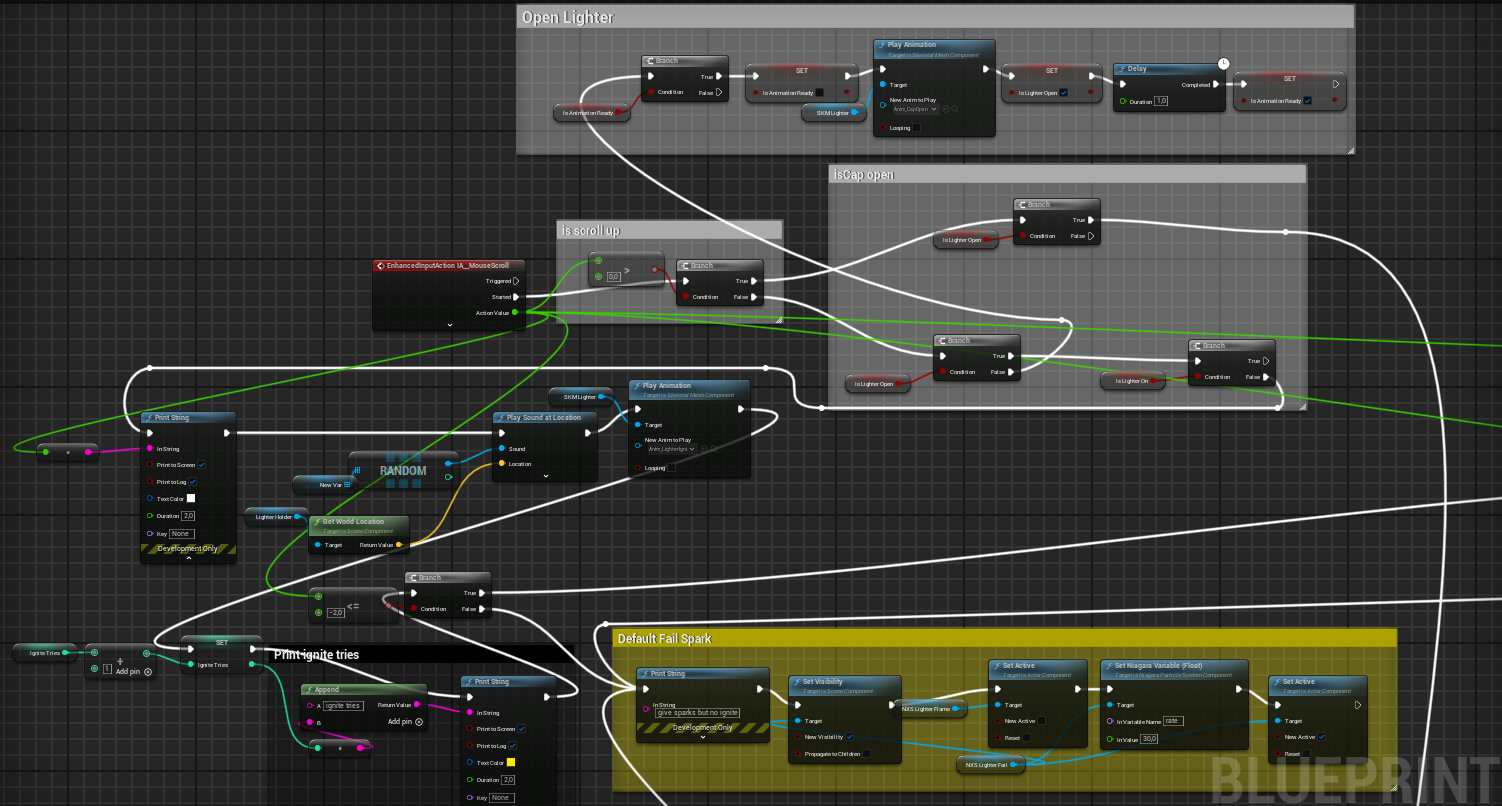 Open Lighter
Branch
True
Condition
False
Is Animation Ready
SET
Is Animation Ready
SKM Lighter
Play Animation
Target is Skeletal Mesh Component
Target
New Anim to Play
Anim_CapOpen
Looping
SET
Is Lighter Open
Delay
Completed
Duration 1,0
SET
Is Animation Ready
isCap open
Branch
True
Condition
False
Is Lighter Open
Branch
True
Condition
False
Is Lighter Open
Branch
True
Condition
False
Is Lighter On
is scroll up
0,0
>
Branch
True
Condition
False
EnhancedInputAction IA_MouseScroll
Triggered
Started
Action Value
Print String
In String
Print to Screen
Print to Log
Text Color
Duration 2,0
Key None
Development Only
New Var
RANDOM
Lighter Holder
Get World Location
Target is Scene Component
Target
Return Value
Play Sound at Location
Sound
Location
SKM Lighter
Play Animation
Target is Skeletal Mesh Component
Target
New Anim to Play
Looping
-2,0
<=
Branch
True
Condition
False
Ignite Tries
1
+
Add pin
SET
Ignite Tries
Print ignite tries
Append
A ignite tries
Return Value
B
Add pin
Print String
In String
Print to Screen
Print to Log
Text Color
Duration 2,0
Key None
Default Fail Spark
Print String
In String
give sparks but no ignite
Development Only
Set Visibility
Target is Scene Component
Target
New Visibility
Propagate to Children
NXS Lighter Flame
NXS Lighter Fail
Set Active
Target is Actor Component
Target
New Active
Reset
Set Niagara Variable (Float)
Target is Niagara Particle System Component
Target
In Variable Name rate
In Value 30,0
Set Active
Target is Actor Component
Target
New Active
Reset
BLUEPRINT